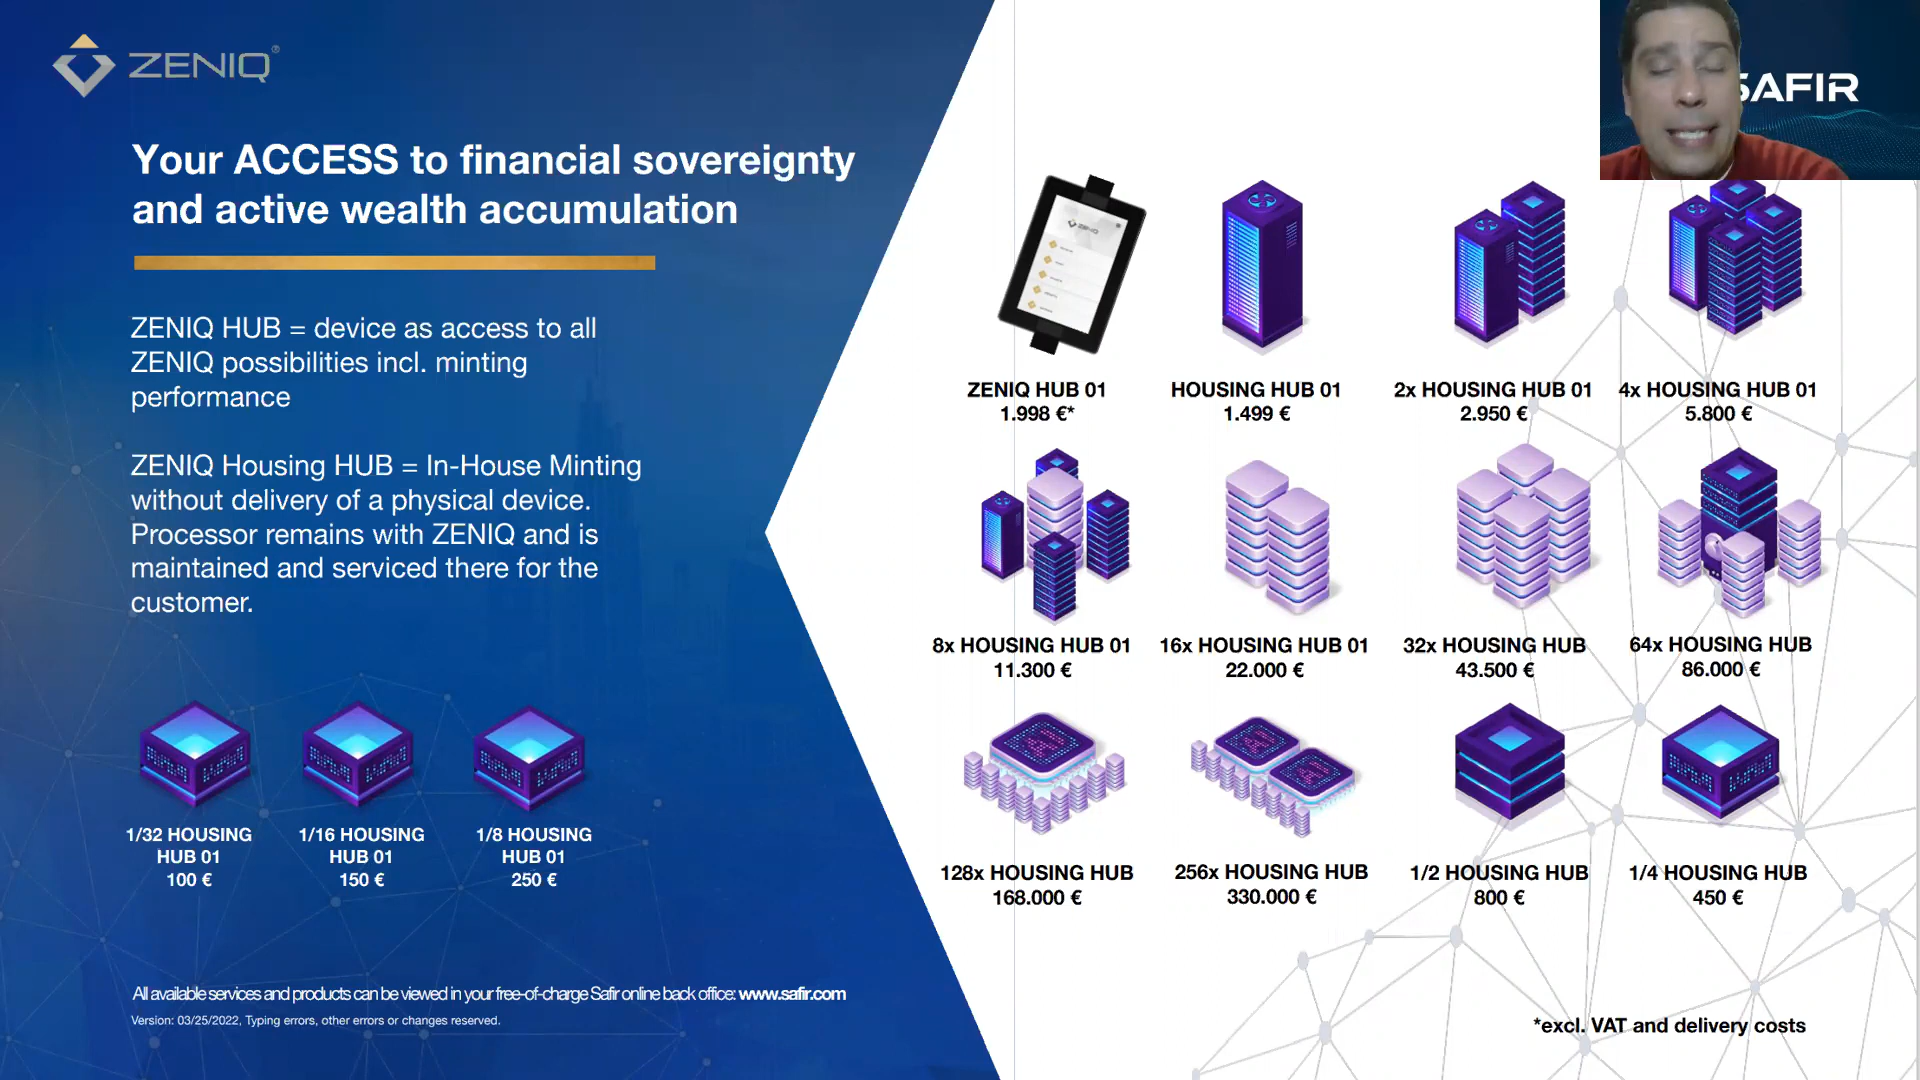 ZENIQ®
SAFIR
Your ACCESS to financial sovereignty
and active wealth accumulation
ZENIQ HUB = device as access to all
ZENIQ possibilities incl. minting
performance
ZENIQ Housing HUB = In-House Minting
without delivery of a physical device.
Processor remains with ZENIQ and is
maintained and serviced there for the
customer.
1/32 HOUSING
HUB 01
100 €
1/16 HOUSING
HUB 01
150 €
1/8 HOUSING
HUB 01
250 €
All available services and products can be viewed in your free-of-charge Safir online back office: www.safir.com
Version: 03/25/2022, Typing errors, other errors or changes reserved.
ZENIQ
ZENIQ HUB 01
1.998 €*
HOUSING HUB 01
1.499 €
2x HOUSING HUB 01
2.950 €
4x HOUSING HUB 01
5.800 €
8x HOUSING HUB 01
11.300 €
16x HOUSING HUB 01
22.000 €
32x HOUSING HUB
43.500 €
64x HOUSING HUB
86.000 €
128x HOUSING HUB
168.000 €
256x HOUSING HUB
330.000 €
1/2 HOUSING HUB
800 €
1/4 HOUSING HUB
450 €
*excl. VAT and delivery costs